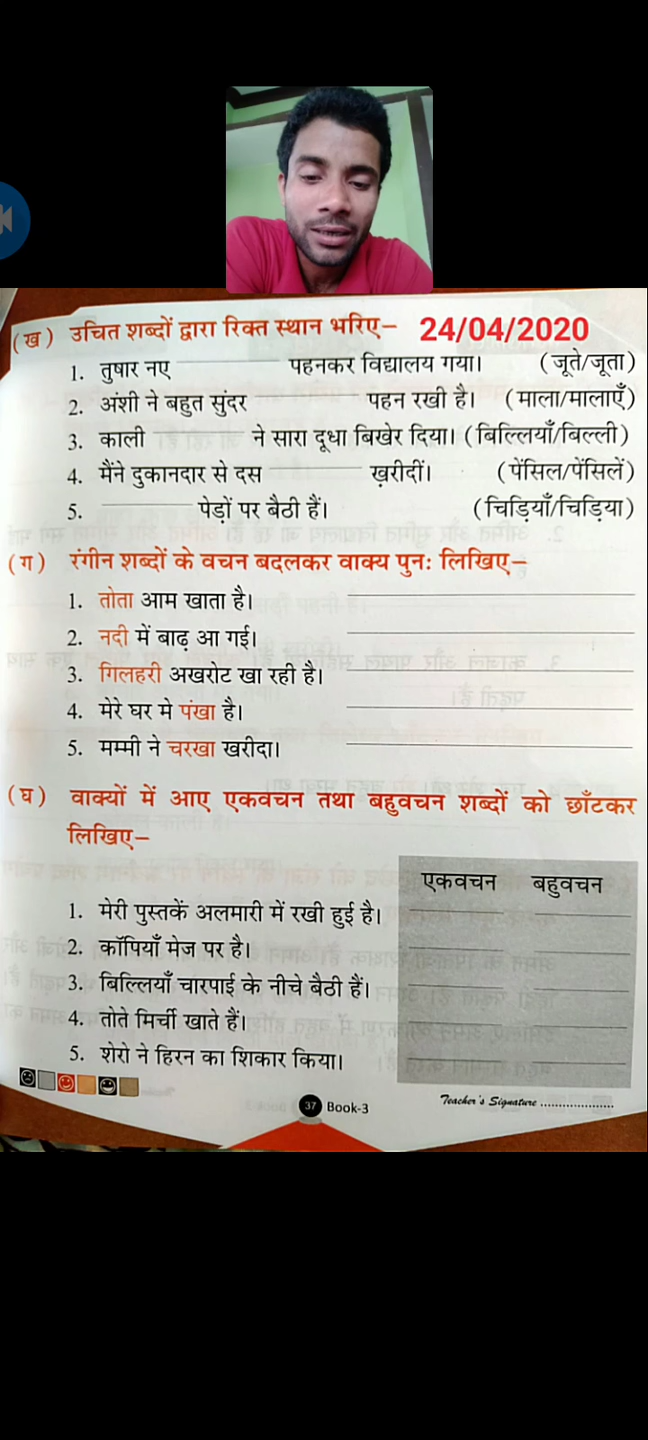 (ख) उचित शब्दों द्वारा रिक्त स्थान भरिए– 24/04/2020
1. तुषार नए पहनकर विद्यालय गया। (जूते/जूता)
2. अंशी ने बहुत सुंदर पहन रखी है। (माला/मालाएँ)
3. काली ने सारा दूधा बिखेर दिया। (बिल्लियाँ/बिल्ली)
4. मैंने दुकानदार से दस ख़रीदीं। (पेंसिल/पेंसिलें)
5. पेड़ों पर बैठी हैं। (चिड़ियाँ/चिड़िया)
(ग) रंगीन शब्दों के वचन बदलकर वाक्य पुनः लिखिए–
1. तोता आम खाता है।
2. नदी में बाढ़ आ गई।
3. गिलहरी अखरोट खा रही है।
4. मेरे घर मे पंखा है।
5. मम्मी ने चरखा खरीदा।
(घ) वाक्यों में आए एकवचन तथा बहुवचन शब्दों को छाँटकर
लिखिए–
एकवचन बहुवचन
1. मेरी पुस्तकें अलमारी में रखी हुई है।
2. कॉपियाँ मेज पर है।
3. बिल्लियाँ चारपाई के नीचे बैठी हैं।
4. तोते मिर्ची खाते हैं।
5. शेरो ने हिरन का शिकार किया।
37 Book-3
Teacher's Signature ....................